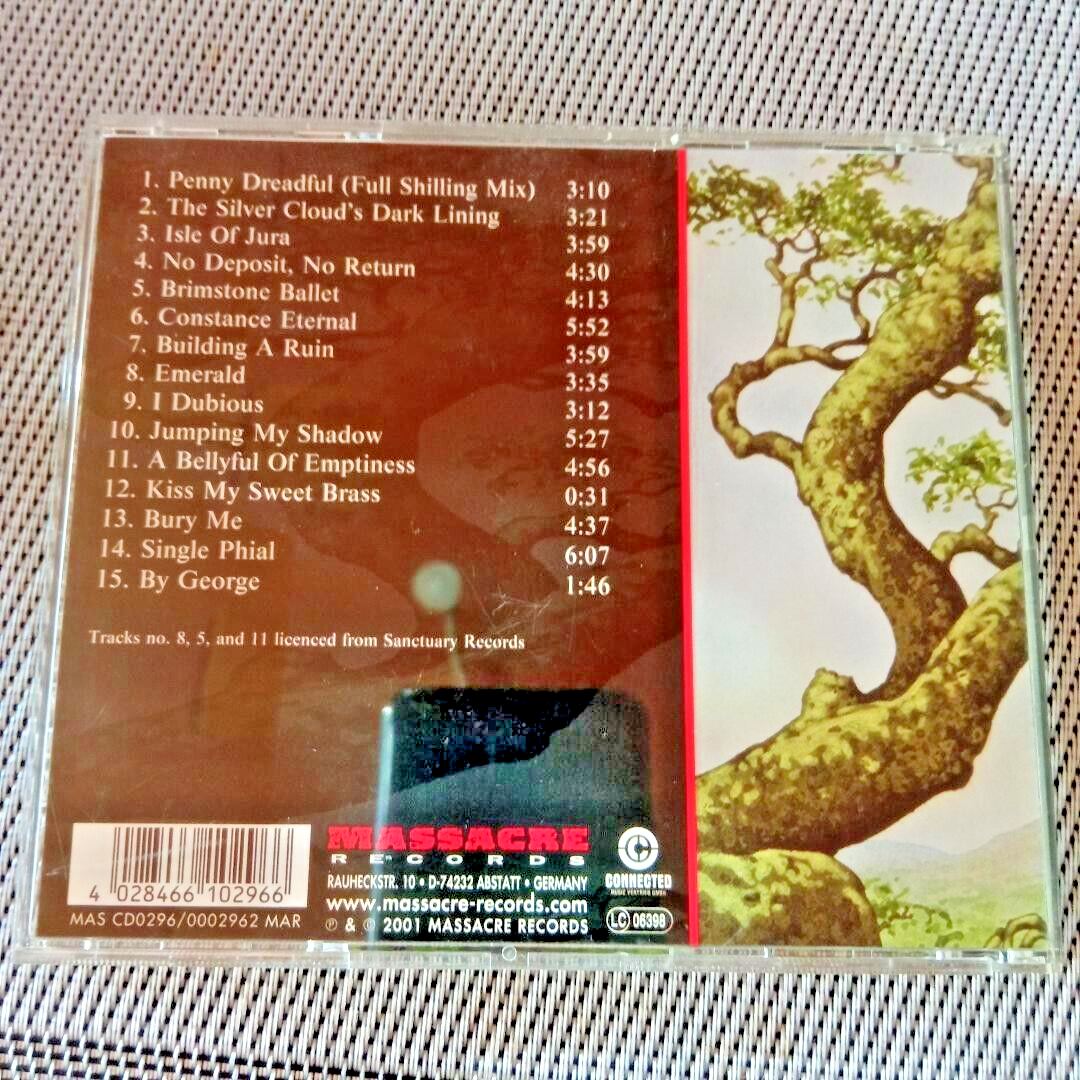 1. Penny Dreadful (Full Shilling Mix) 3:10
2. The Silver Cloud's Dark Lining 3:21
3. Isle Of Jura 3:59
4. No Deposit, No Return 4:30
5. Brimstone Ballet 4:13
6. Constance Eternal 5:52
7. Building A Ruin 3:59
8. Emerald 3:35
9. I Dubious 3:12
10. Jumping My Shadow 5:27
11. A Bellyful Of Emptiness 4:56
12. Kiss My Sweet Brass 0:31
13. Bury Me 4:37
14. Single Phial 6:07
15. By George 1:46
Tracks no. 8, 5, and 11 licenced from Sanctuary Records
4 028466 102966
MAS CD0296/0002962 MAR
MASSACRE
RECORDS
RAUHECKSTR. 10 • D-74232 ABSTATT • GERMANY
www.massacre-records.com
℗ & © 2001 MASSACRE RECORDS
CONNECTED
LC 06398